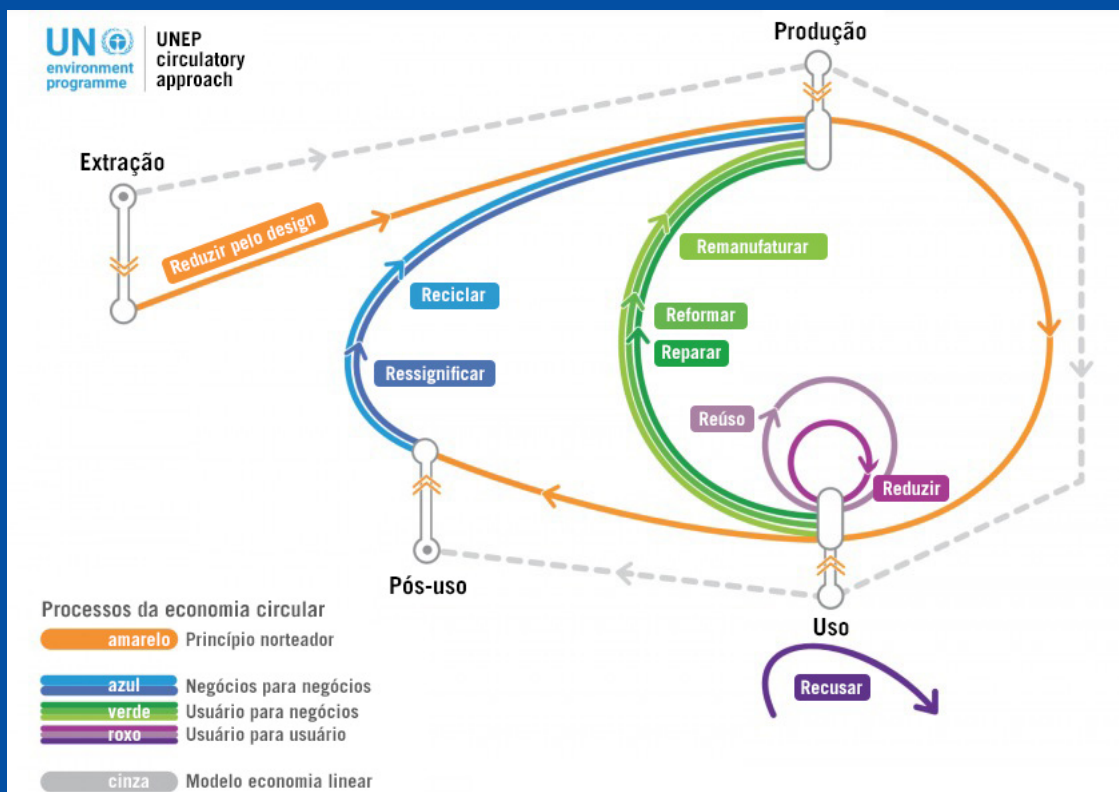 UN
environment
programme
UNEP
circulatory
approach
Produção
Extração
Reduzir pelo design
Remanufaturar
Reciclar
Reformar
Reparar
Ressignificar
Reúso
Reduzir
Pós-uso
Uso
Recusar
Processos da economia circular
amarelo Princípio norteador
azul Negócios para negócios
verde Usuário para negócios
roxo Usuário para usuário
cinza Modelo economia linear